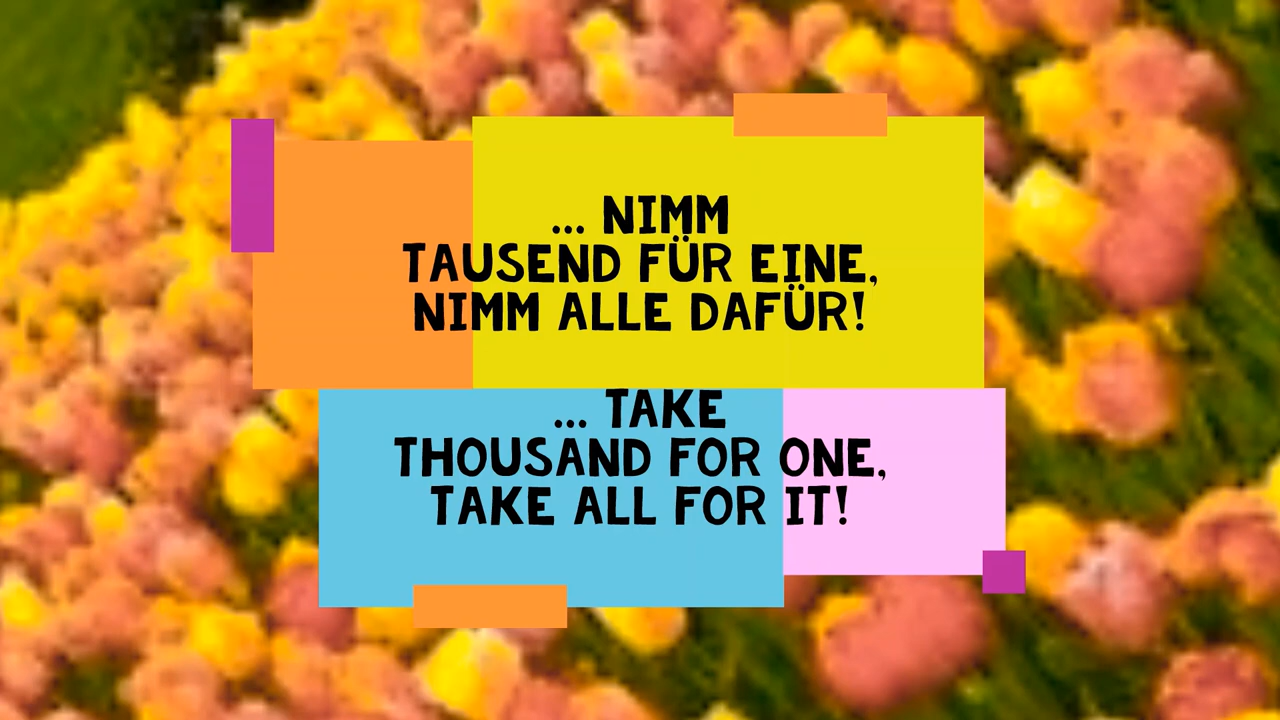 ... NIMM
TAUSEND FÜR EINE,
NIMM ALLE DAFÜR!
... TAKE
THOUSAND FOR ONE,
TAKE ALL FOR IT!